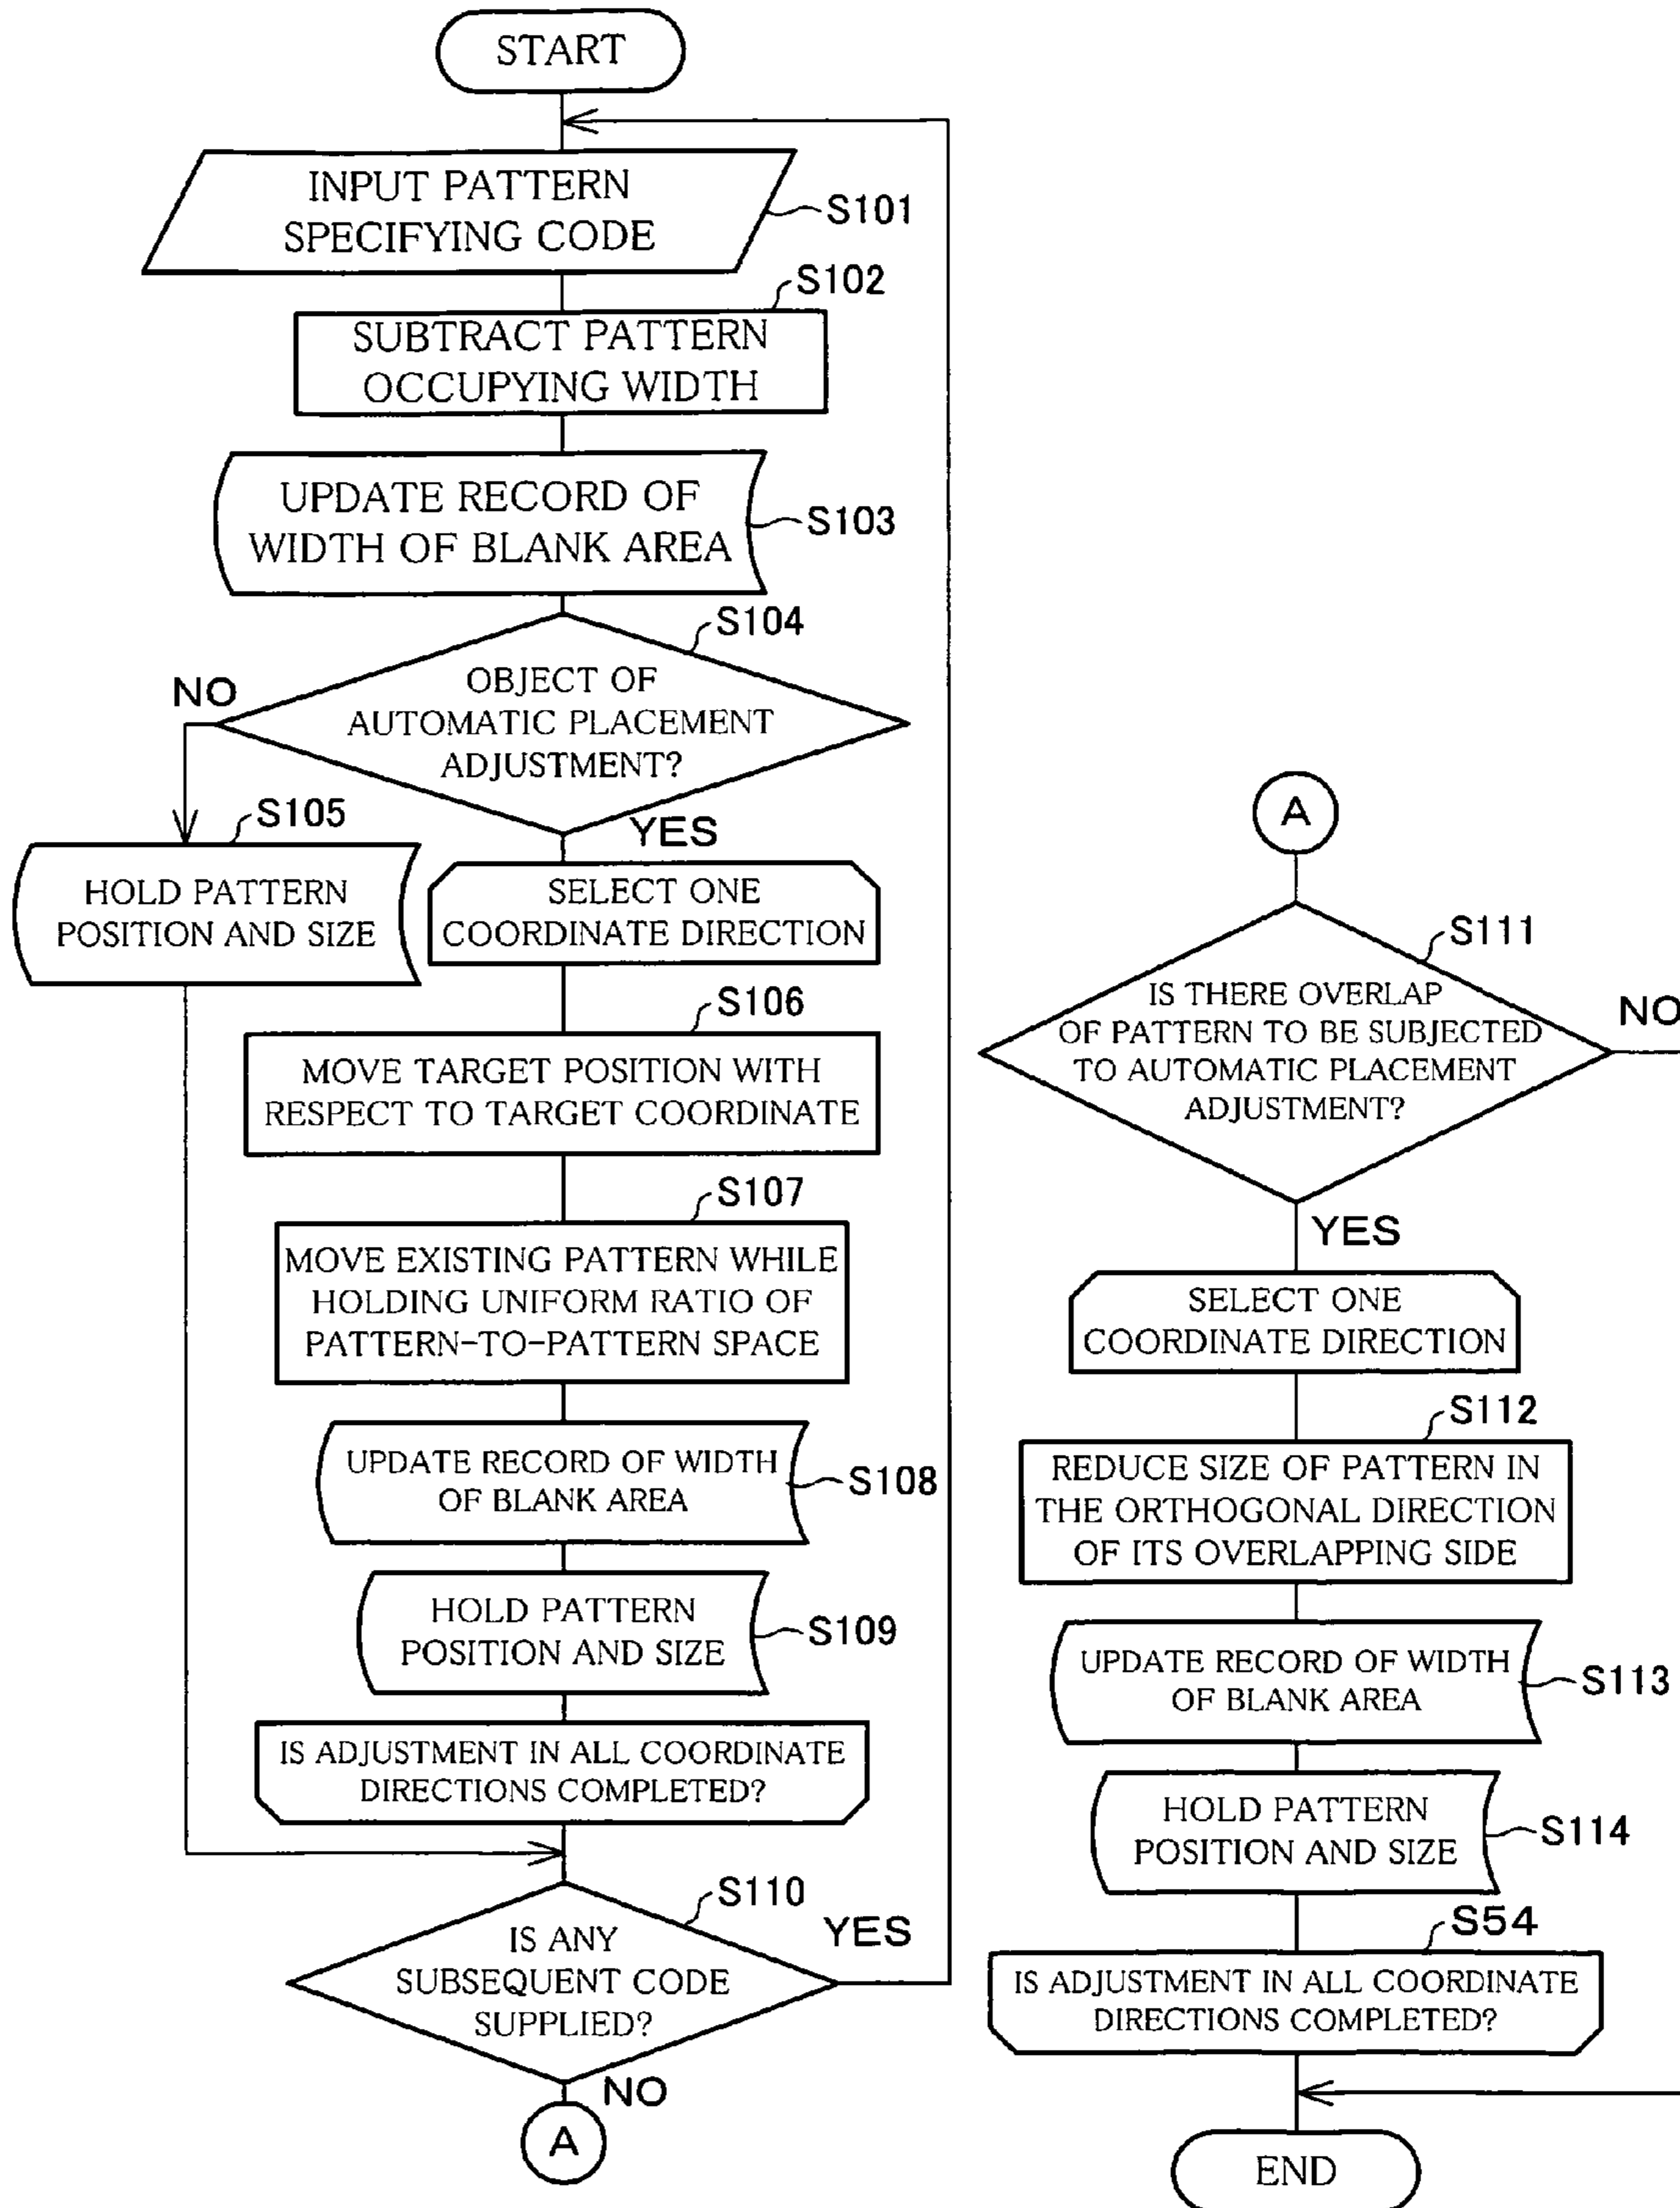 START
INPUT PATTERN
SPECIFYING CODE
S101
S102
SUBTRACT PATTERN
OCCUPYING WIDTH
UPDATE RECORD OF
WIDTH OF BLANK AREA
S103
S104
OBJECT OF
AUTOMATIC PLACEMENT
ADJUSTMENT?
NO
YES
S105
HOLD PATTERN
POSITION AND SIZE
SELECT ONE
COORDINATE DIRECTION
S106
MOVE TARGET POSITION WITH
RESPECT TO TARGET COORDINATE
S107
MOVE EXISTING PATTERN WHILE
HOLDING UNIFORM RATIO OF
PATTERN-TO-PATTERN SPACE
UPDATE RECORD OF WIDTH
OF BLANK AREA
S108
HOLD PATTERN
POSITION AND SIZE
S109
IS ADJUSTMENT IN ALL COORDINATE
DIRECTIONS COMPLETED?
S110
IS ANY
SUBSEQUENT CODE
SUPPLIED?
YES
NO
A
A
S111
IS THERE OVERLAP
OF PATTERN TO BE SUBJECTED
TO AUTOMATIC PLACEMENT
ADJUSTMENT?
NO
YES
SELECT ONE
COORDINATE DIRECTION
S112
REDUCE SIZE OF PATTERN IN
THE ORTHOGONAL DIRECTION
OF ITS OVERLAPPING SIDE
UPDATE RECORD OF WIDTH
OF BLANK AREA
S113
HOLD PATTERN
POSITION AND SIZE
S114
S54
IS ADJUSTMENT IN ALL COORDINATE
DIRECTIONS COMPLETED?
END